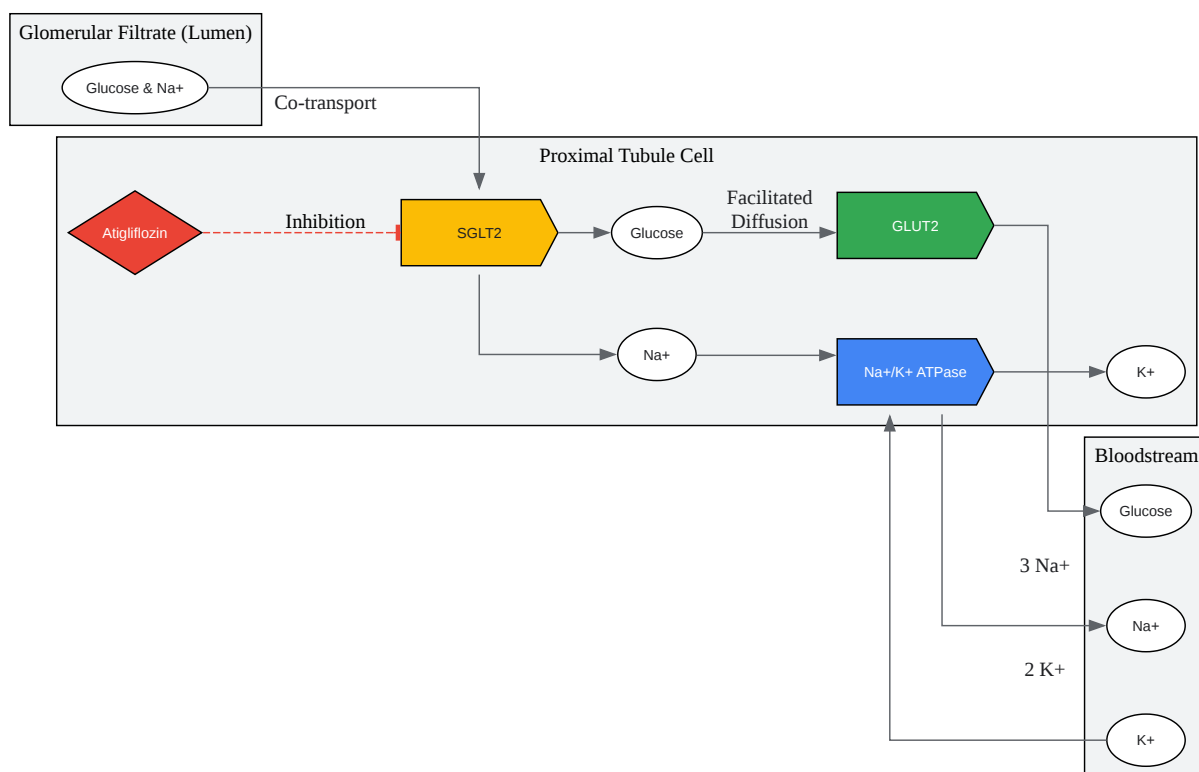 Glomerular Filtrate (Lumen)
Glucose & Na+
Co-transport
Proximal Tubule Cell
Atigliflozin
Inhibition
SGLT2
Glucose
Facilitated
Diffusion
GLUT2
Na+
Na+/K+ ATPase
K+
Bloodstream
Glucose
3 Na+
Na+
2 K+
K+